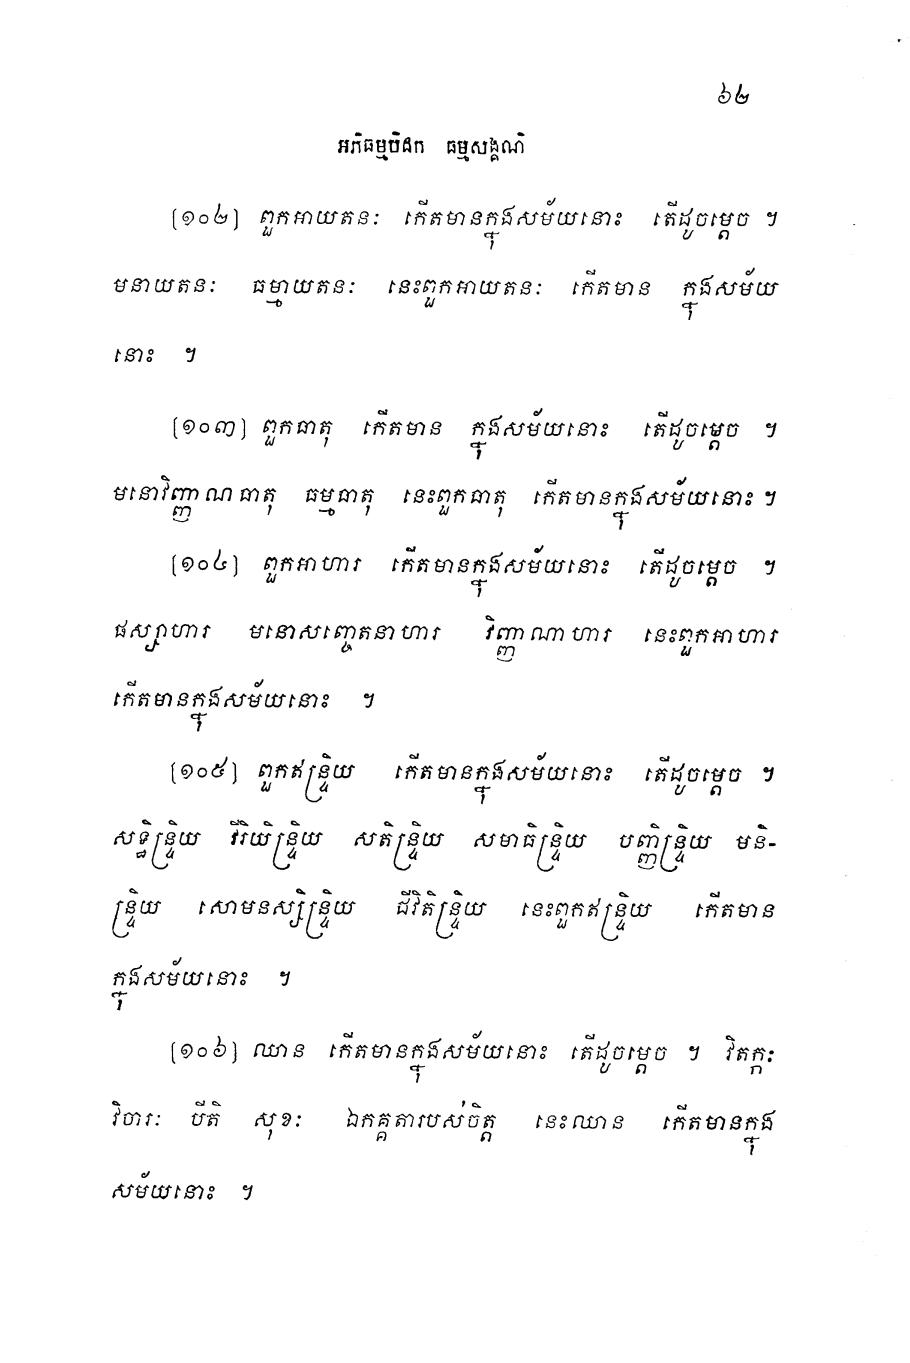 ៦២
អភិធម្មបិដក ធម្មសង្គណិ
[១០២] ពួកអាយតនៈ កើតមានក្នុងសម័យនោះ តើដូចម្តេច ។
មនាយតនៈ ធម្មាយតនៈ នេះពួកអាយតនៈ កើតមាន ក្នុងសម័យ
នោះ ។
[១០៣] ពួកធាតុ កើតមាន ក្នុងសម័យនោះ តើដូចម្តេច ។
មនោវិញ្ញាណធាតុ ធម្មធាតុ នេះពួកធាតុ កើតមានក្នុងសម័យនោះ ។
[១០៤] ពួកអាហារ កើតមានក្នុងសម័យនោះ តើដូចម្តេច ។
ផស្សាហារ មនោសញ្ចេតនាហារ វិញ្ញាណាហារ នេះពួកអាហារ
កើតមានក្នុងសម័យនោះ ។
[១០៥] ពួកឥន្ទ្រិយ កើតមានក្នុងសម័យនោះ តើដូចម្តេច ។
សទ្ធិន្ទ្រិយ វីរិយិន្ទ្រិយ សតិន្ទ្រិយ សមាធិន្ទ្រិយ បញ្ញិន្ទ្រិយ មនិ-
ន្ទ្រិយ សោមនស្សិន្ទ្រិយ ជីវិតិន្ទ្រិយ នេះពួកឥន្ទ្រិយ កើតមាន
ក្នុងសម័យនោះ ។
[១០៦] ឈាន កើតមានក្នុងសម័យនោះ តើដូចម្តេច ។ វិតក្កៈ
វិចារៈ បីតិ សុខៈ ឯកគ្គតារបស់ចិត្ត នេះឈាន កើតមានក្នុង
សម័យនោះ ។